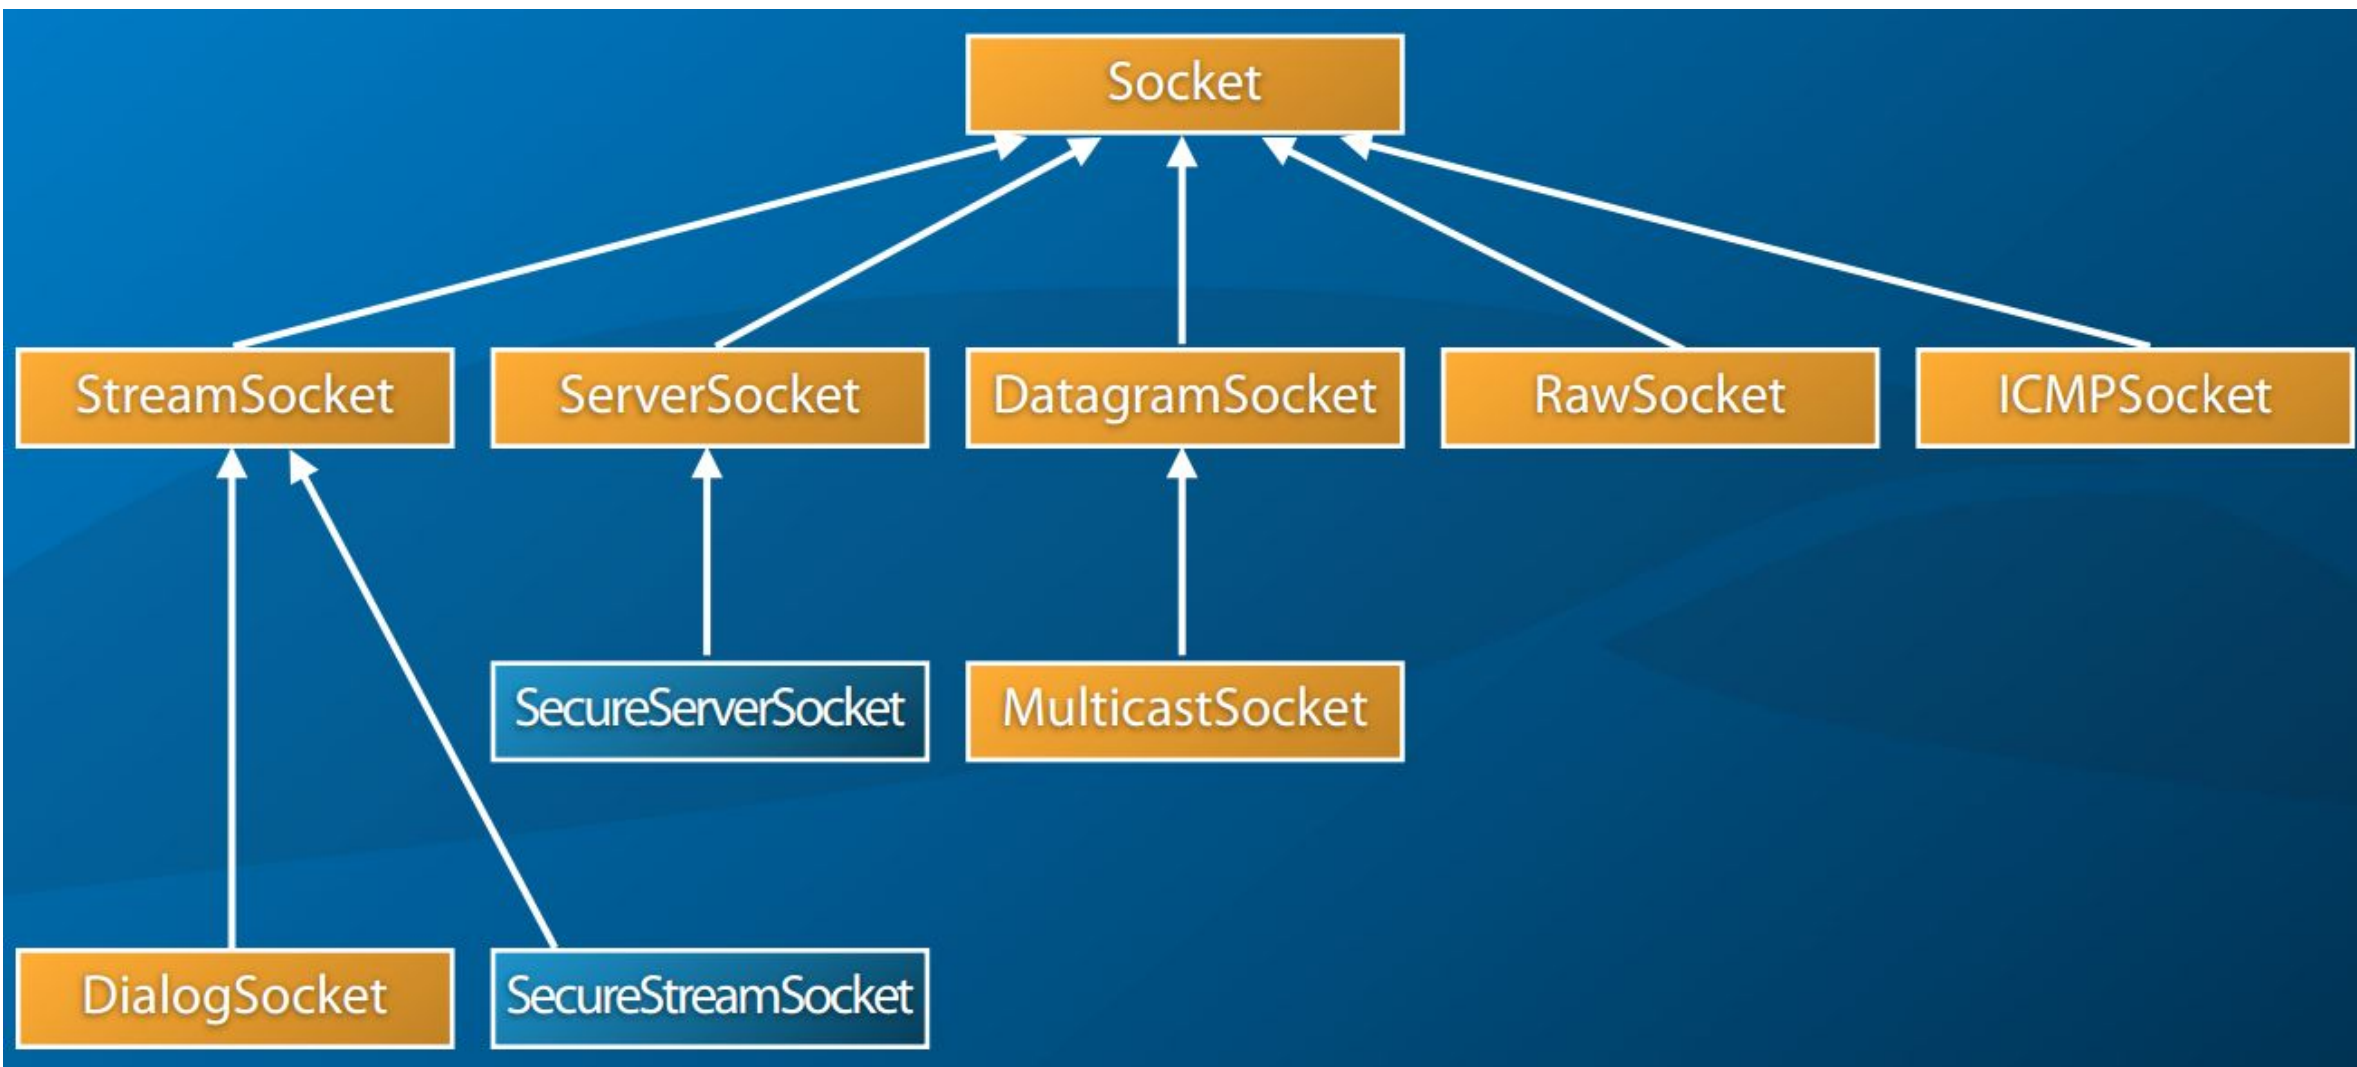 Socket
StreamSocket
ServerSocket
DatagramSocket
RawSocket
ICMPSocket
SecureServerSocket
MulticastSocket
DialogSocket
SecureStreamSocket